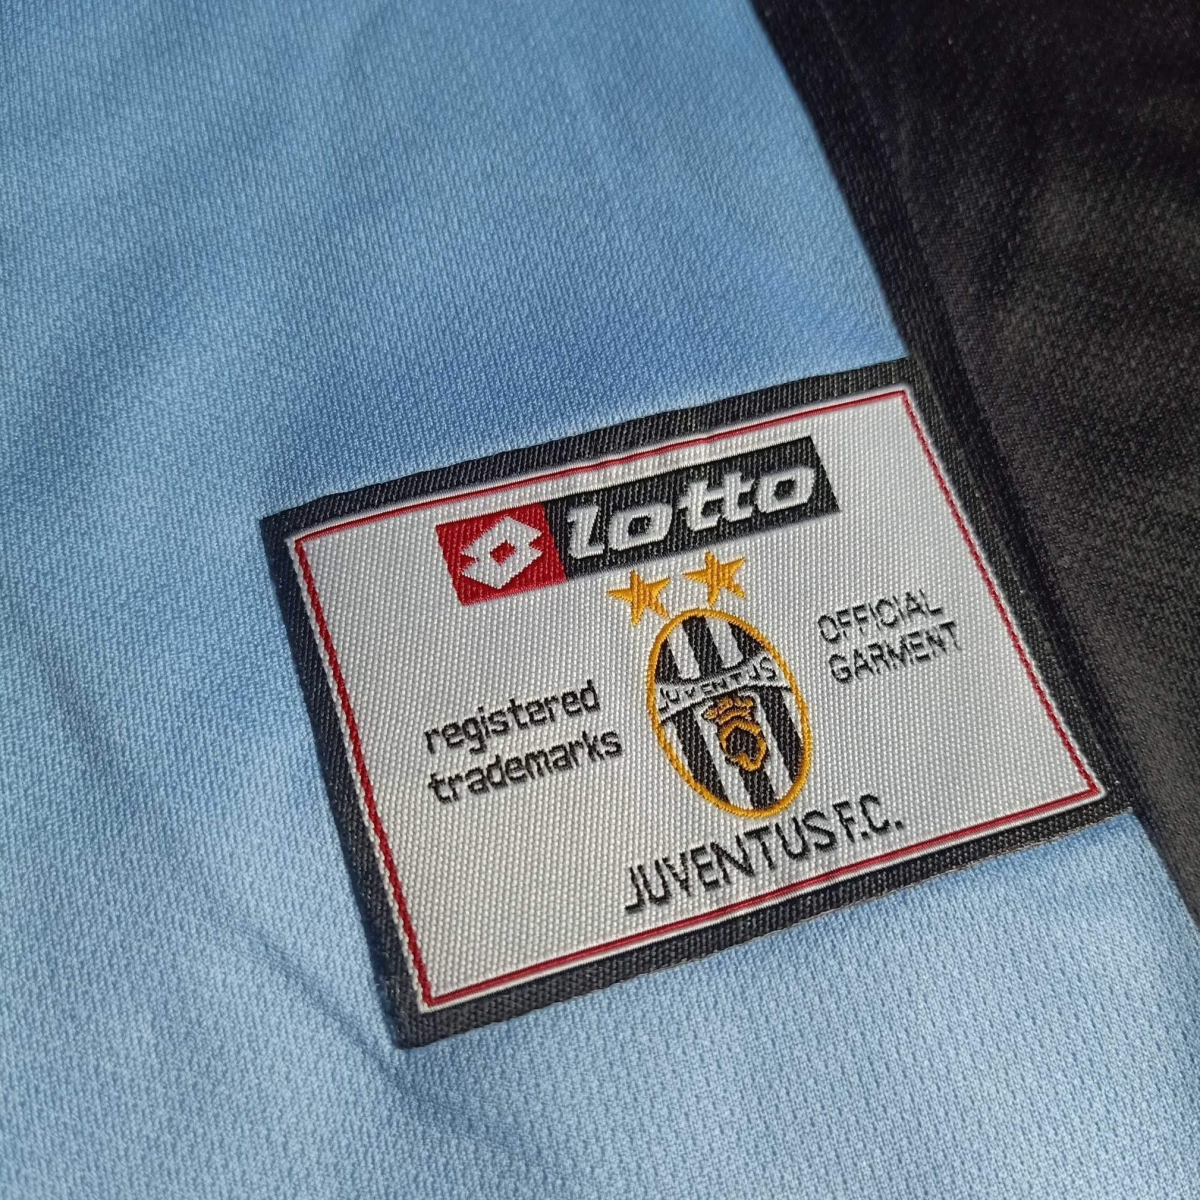 lotto
OFFICIAL
GARMENT
JUVENTUS
registered
trademarks
JUVENTUS F.C.